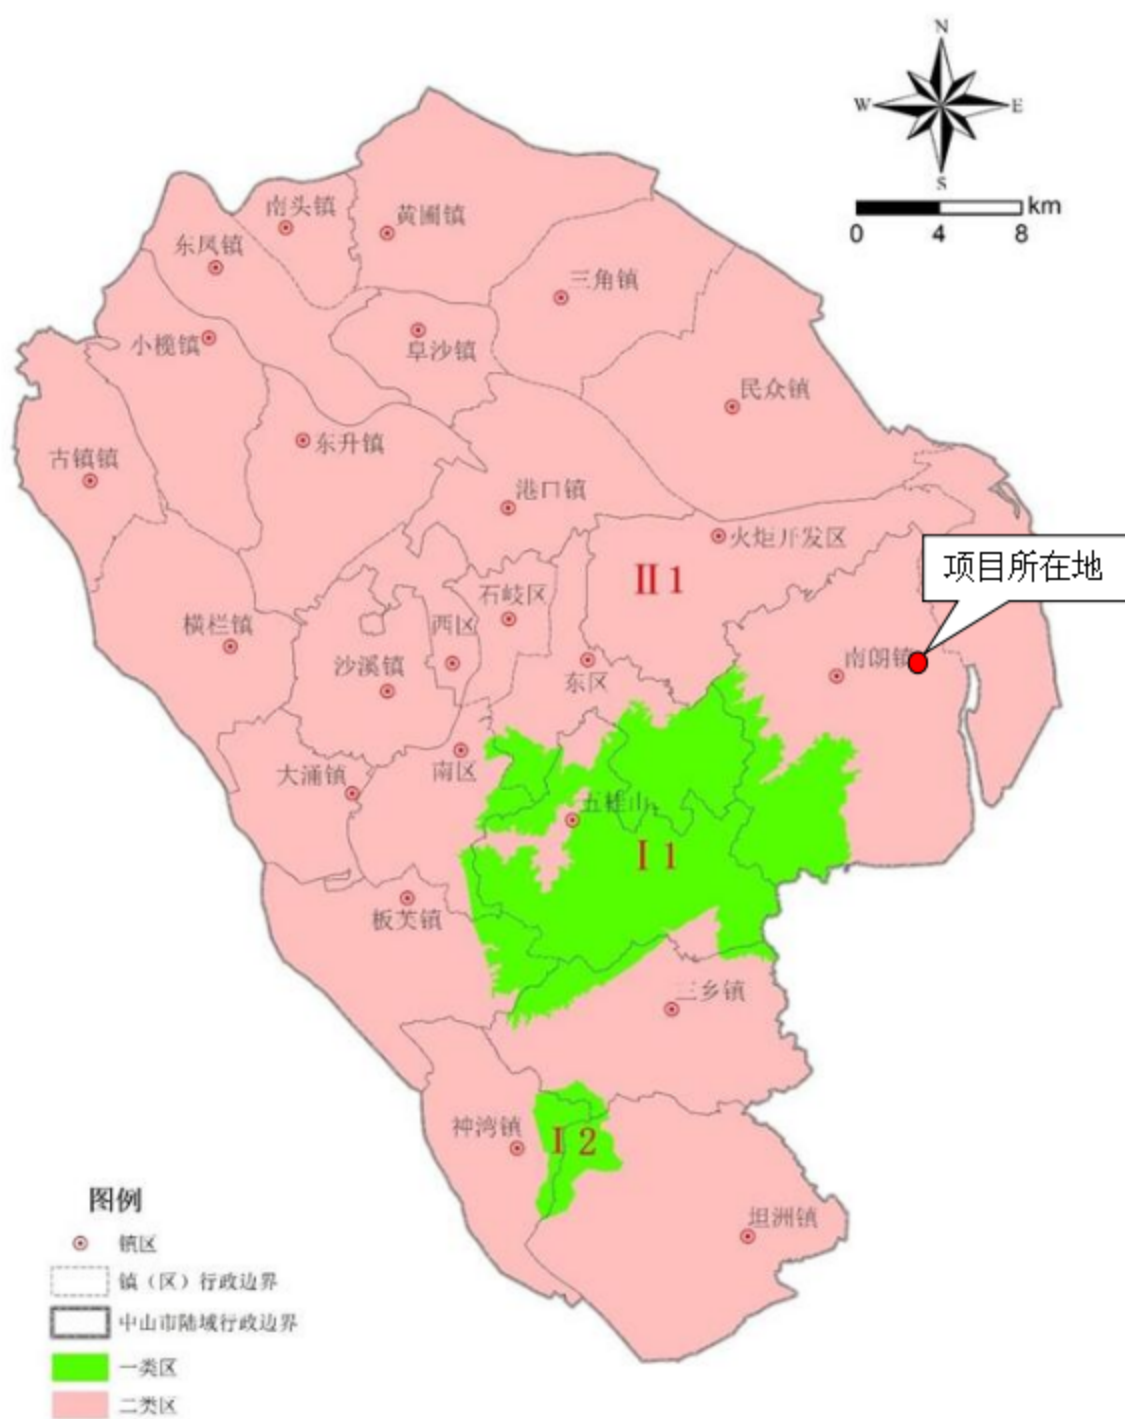 N
W
E
S
km
0 4 8
南头镇
黄圃镇
东凤镇
三角镇
小榄镇
阜沙镇
民众镇
古镇镇
东升镇
港口镇
火炬开发区
项目所在地
II 1
石岐区
横栏镇
西区
沙溪镇
东区
南朗镇
南区
大涌镇
五桂山
I 1
板芙镇
三乡镇
神湾镇
I 2
坦洲镇
图例
镇区
镇（区）行政边界
中山市陆域行政边界
一类区
二类区